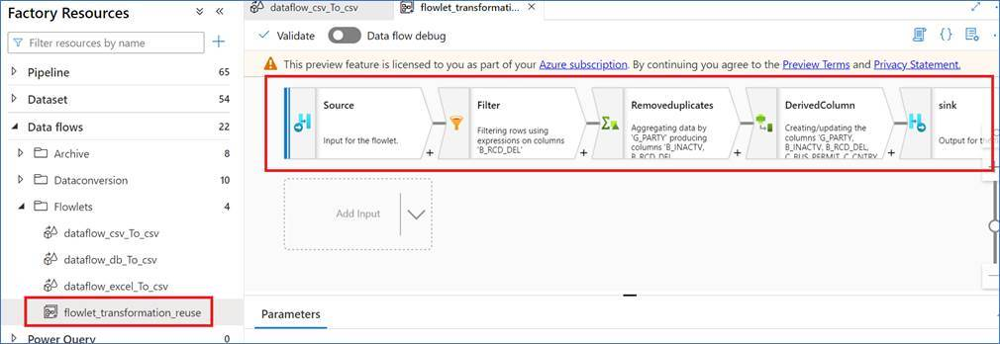 Factory Resources
Filter resources by name
Pipeline 65
Dataset 54
Data flows 22
Archive 8
Dataconversion 10
Flowlets 4
dataflow_csv_To_csv
dataflow_db_To_csv
dataflow_excel_To_csv
flowlet_transformation_reuse
Power Query 0
dataflow_csv_To_csv
flowlet_transformati...
Validate
Data flow debug
This preview feature is licensed to you as part of your Azure subscription. By continuing you agree to the Preview Terms and Privacy Statement.
Source
Input for the flowlet.
Filter
Filtering rows using
expressions on columns
'B_RCD_DEL'
Removeduplicates
Aggregating data by
'G_PARTY' producing
columns 'B_INACTV,
B_RCD_DEL
DerivedColumn
Creating/updating the
columns 'G_PARTY,
B_INACTV, B_RCD_DEL,
C_BUS_PERMIT, C_CNTRY
sink
Output for the
Add Input
Parameters